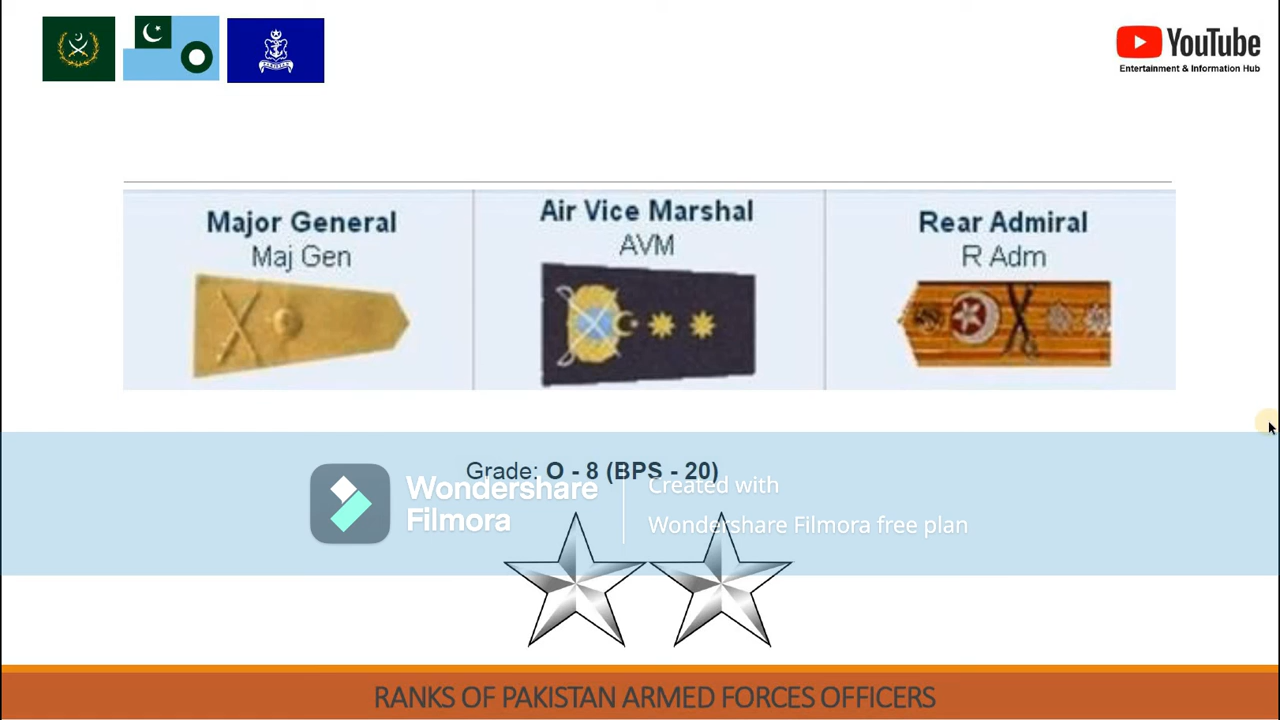 YouTube
Entertainment & Information Hub
Major General
Maj Gen
Air Vice Marshal
AVM
Rear Admiral
R Adm
Grade: O - 8 (BPS - 20)
Wondershare
Filmora
Created with
Wondershare Filmora free plan
RANKS OF PAKISTAN ARMED FORCES OFFICERS